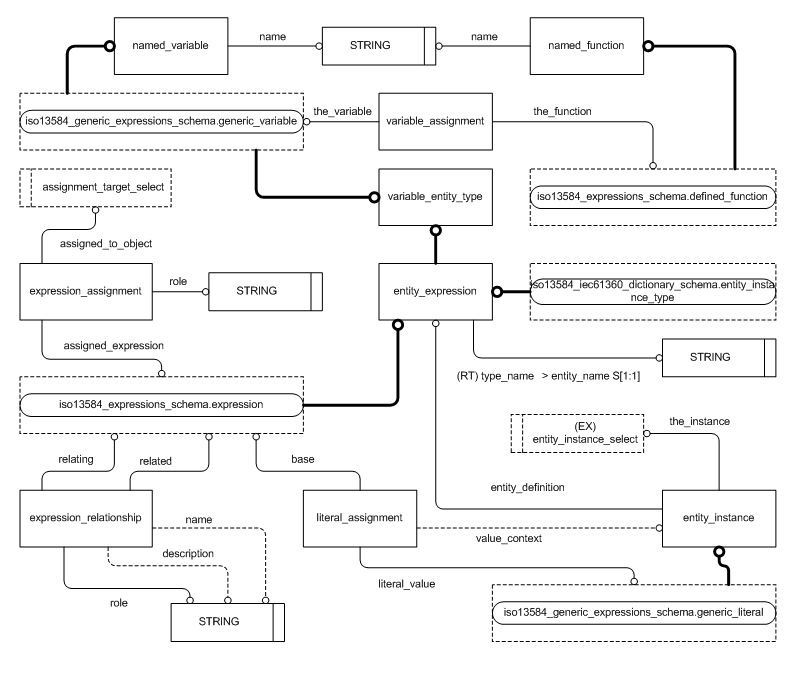 named_variable
name
STRING
name
named_function
iso13584_generic_expressions_schema.generic_variable
the_variable
variable_assignment
the_function
assignment_target_select
variable_entity_type
iso13584_expressions_schema.defined_function
assigned_to_object
expression_assignment
role
STRING
entity_expression
iso13584_iec61360_dictionary_schema.entity_insta
nce_type
assigned_expression
STRING
(RT) type_name > entity_name S[1:1]
iso13584_expressions_schema.expression
(EX)
entity_instance_select
the_instance
relating
related
base
entity_definition
expression_relationship
name
literal_assignment
value_context
entity_instance
description
literal_value
role
STRING
iso13584_generic_expressions_schema.generic_literal